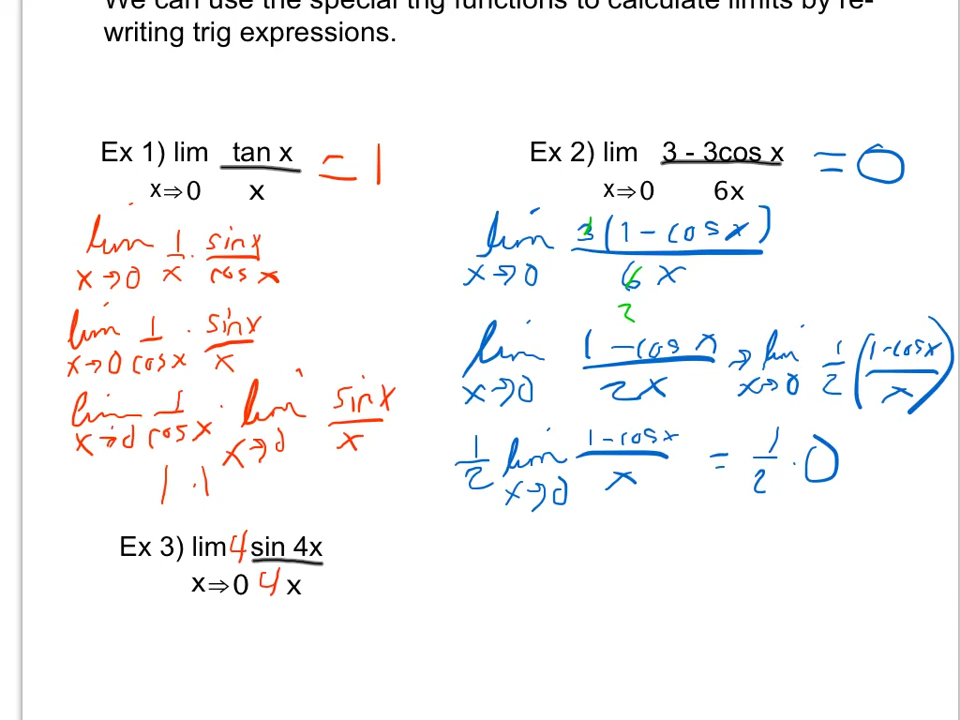 We can use the special trig functions to calculate limits by re-
writing trig expressions.
Ex 1) lim tan x = 1
x⇒0 x
lim 1 · sin x
x→0 x cos x
lim 1 · sin x
x→0 cos x x
lim 1 · lim sin x
x→0 cos x x→0 x
1 · 1
Ex 2) lim 3 - 3cos x = 0
x⇒0 6x
lim 3 1 (1 - cos x)
x→0 6 x
2
lim 1 - cos x → lim 1 (1-cos x)
x→0 2x x→0 2 x
1 lim 1-cos x = 1 · 0
2 x→0 x 2
Ex 3) lim 4 sin 4x
x⇒0 4 x